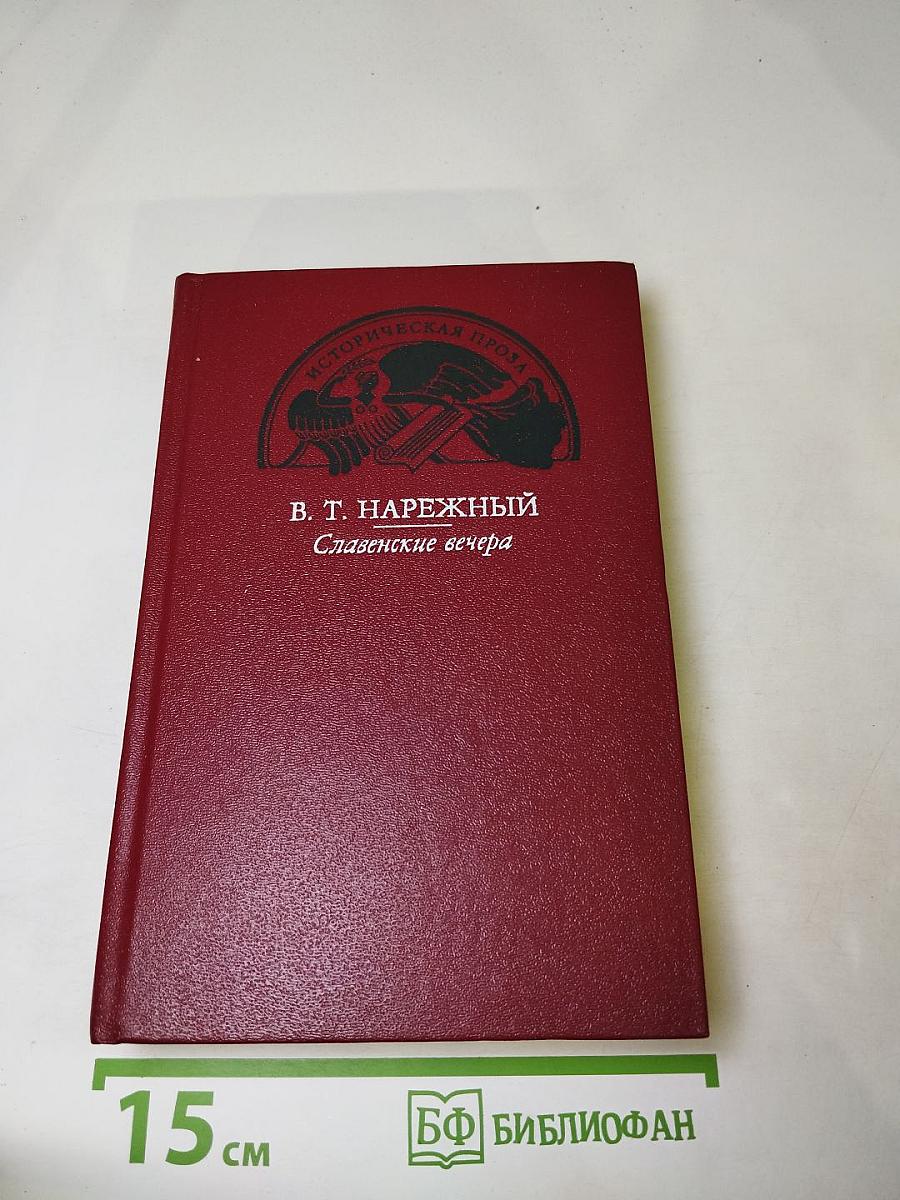 ИСТОРИЧЕСКАЯ ПРОЗА
В. Т. НАРЕЖНЫЙ
Славенские вечера
15 см
БФ БИБЛИОФАН